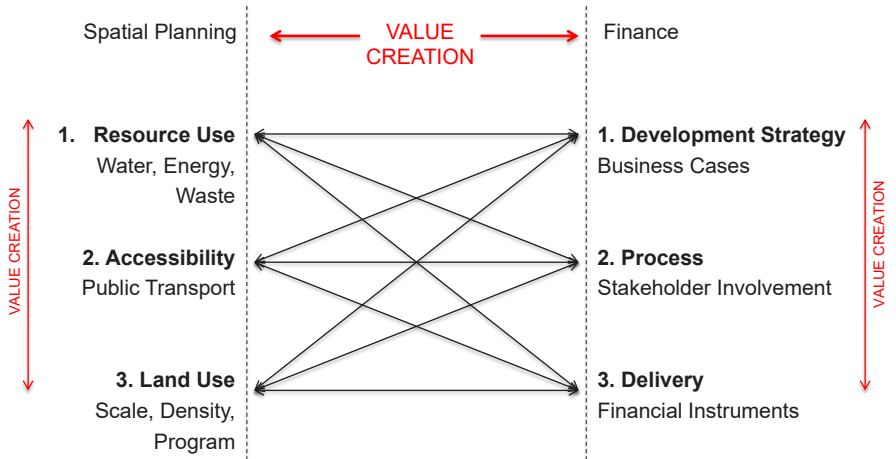 Spatial Planning
VALUE
CREATION
Finance
VALUE CREATION
1. Resource Use
Water, Energy,
Waste
2. Accessibility
Public Transport
3. Land Use
Scale, Density,
Program
1. Development Strategy
Business Cases
2. Process
Stakeholder Involvement
3. Delivery
Financial Instruments
VALUE CREATION